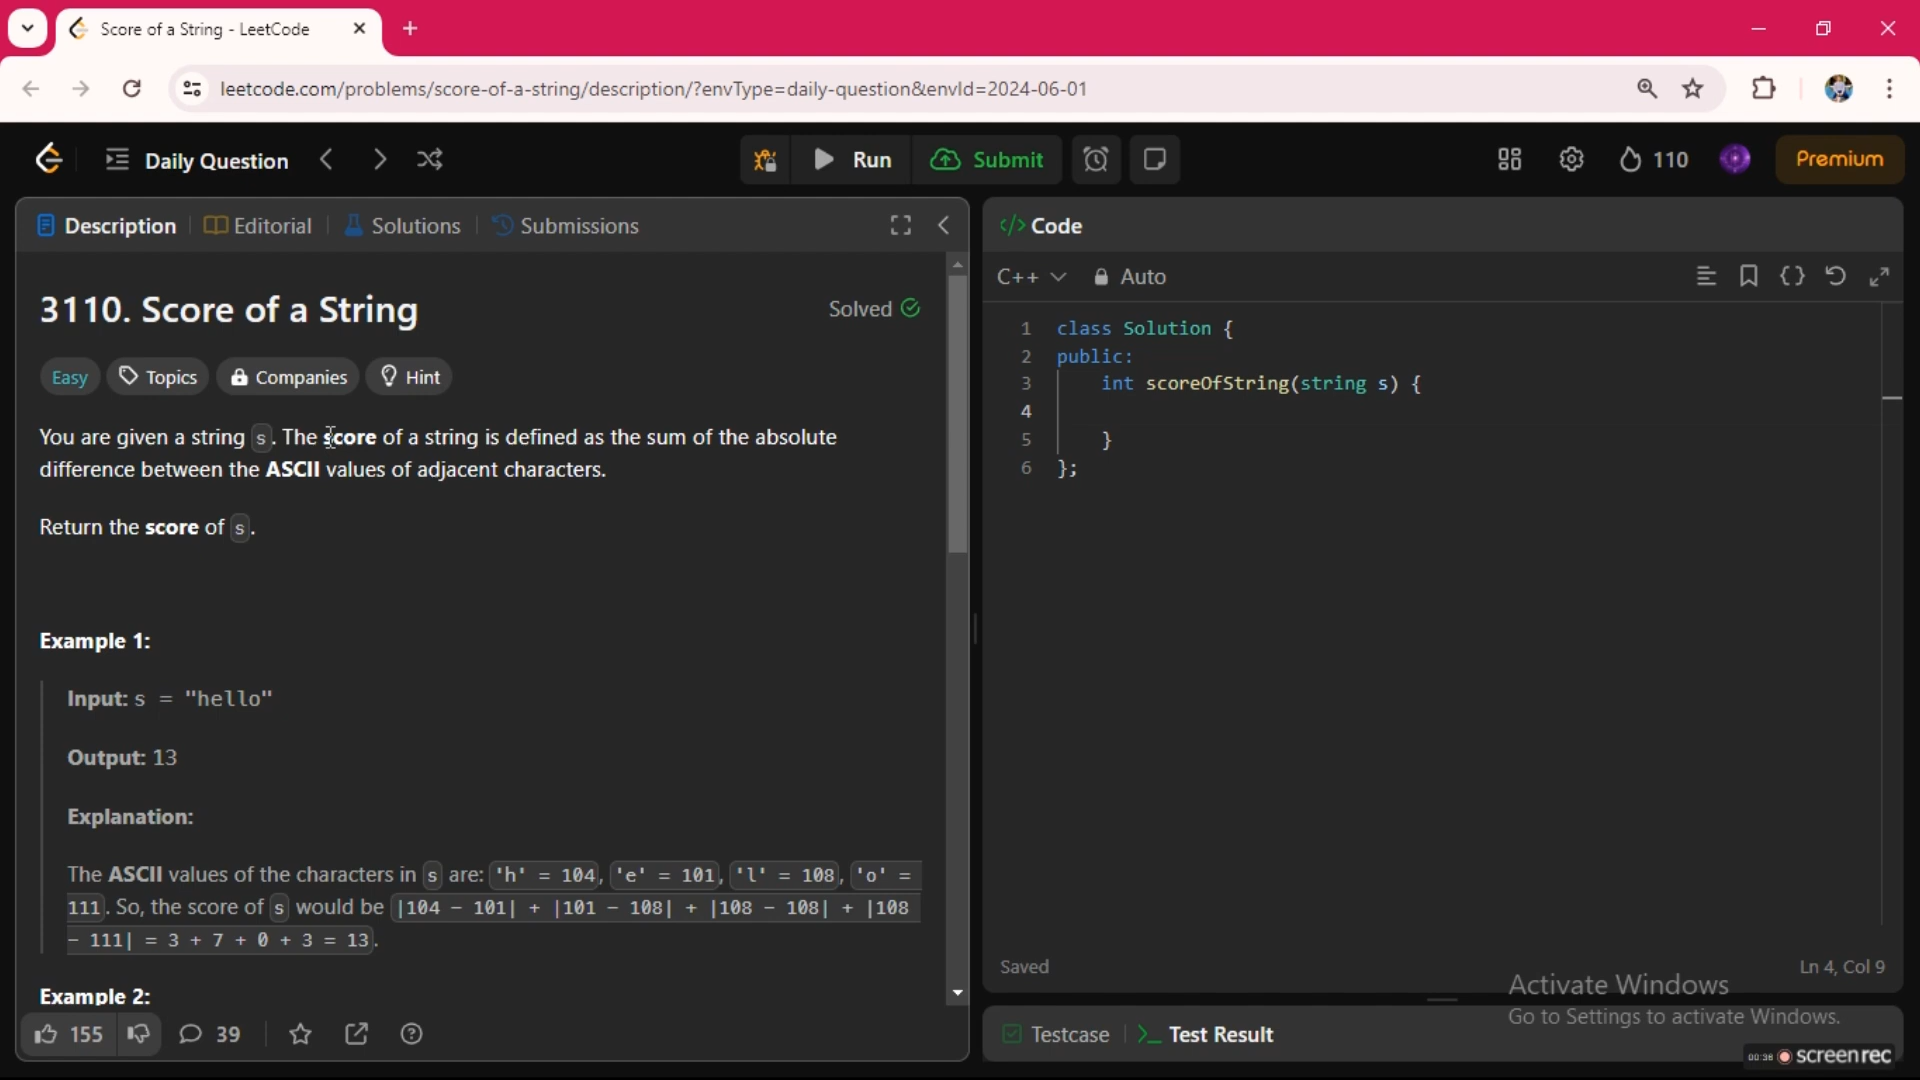 Score of a String - LeetCode
leetcode.com/problems/score-of-a-string/description/?envType=daily-question&envId=2024-06-01
Daily Question
Run
Submit
110
Premium
Description
Editorial
Solutions
Submissions
3110. Score of a String
Solved
Easy
Topics
Companies
Hint
You are given a string s. The score of a string is defined as the sum of the absolute
difference between the ASCII values of adjacent characters.
Return the score of s.
Example 1:
Input: s = "hello"
Output: 13
Explanation:
The ASCII values of the characters in s are: 'h' = 104, 'e' = 101, 'l' = 108, 'o' =
111. So, the score of s would be |104 - 101| + |101 - 108| + |108 - 108| + |108
- 111| = 3 + 7 + 0 + 3 = 13.
Example 2:
155
39
</> Code
C++
Auto
1 class Solution {
2 public:
3 int scoreOfString(string s) {
4
5 }
6 };
Saved
Ln 4, Col 9
Activate Windows
Go to Settings to activate Windows.
Testcase
>_ Test Result
00:38 screenrec